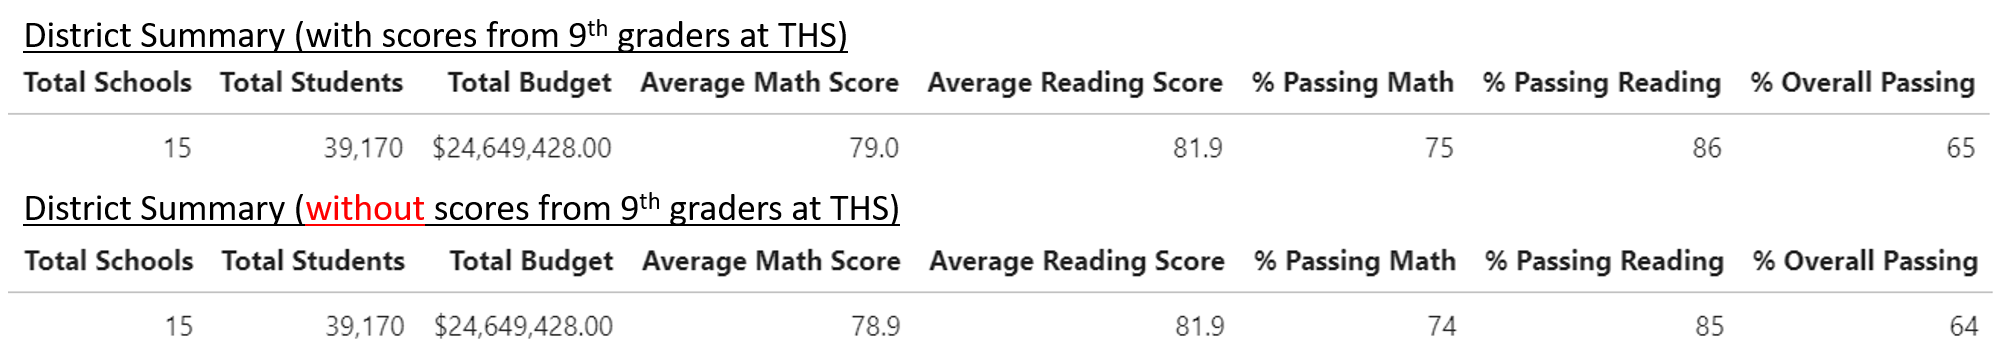 District Summary (with scores from 9th graders at THS)
Total Schools Total Students Total Budget Average Math Score Average Reading Score % Passing Math % Passing Reading % Overall Passing
15 39,170 $24,649,428.00 79.0 81.9 75 86 65
District Summary (without scores from 9th graders at THS)
Total Schools Total Students Total Budget Average Math Score Average Reading Score % Passing Math % Passing Reading % Overall Passing
15 39,170 $24,649,428.00 78.9 81.9 74 85 64